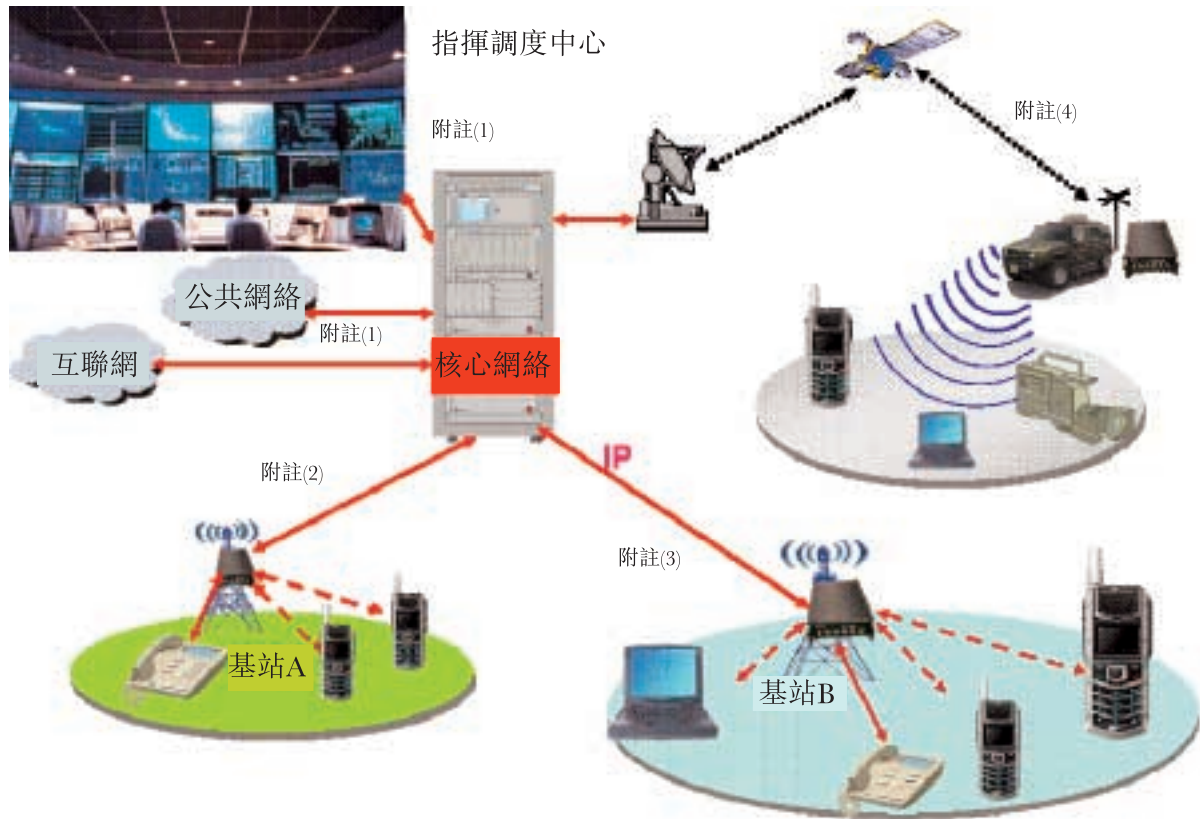 指揮調度中心
附註(1)
附註(4)
公共網絡
附註(1)
互聯網
核心網絡
IP
附註(2)
附註(3)
基站A
基站B